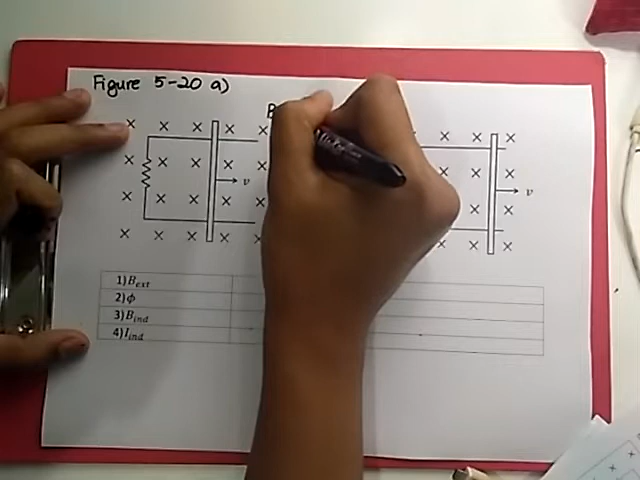 Figure 5-20 a)
B
v
v
1) B_ext
2) ϕ
3) B_ind
4) I_ind